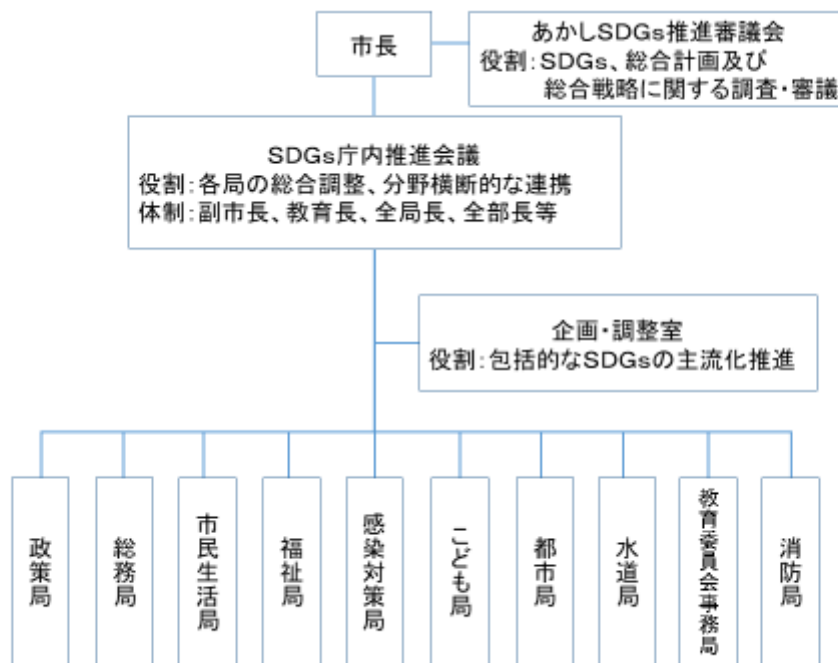 市長
あかしSDGs推進審議会
役割：SDGs、総合計画及び
総合戦略に関する調査・審議
SDGs庁内推進会議
役割：各局の総合調整、分野横断的な連携
体制：副市長、教育長、全局長、全部長等
企画・調整室
役割：包括的なSDGsの主流化推進
政策局
総務局
市民生活局
福祉局
感染対策局
こども局
都市局
水道局
教育委員会事務局
消防局